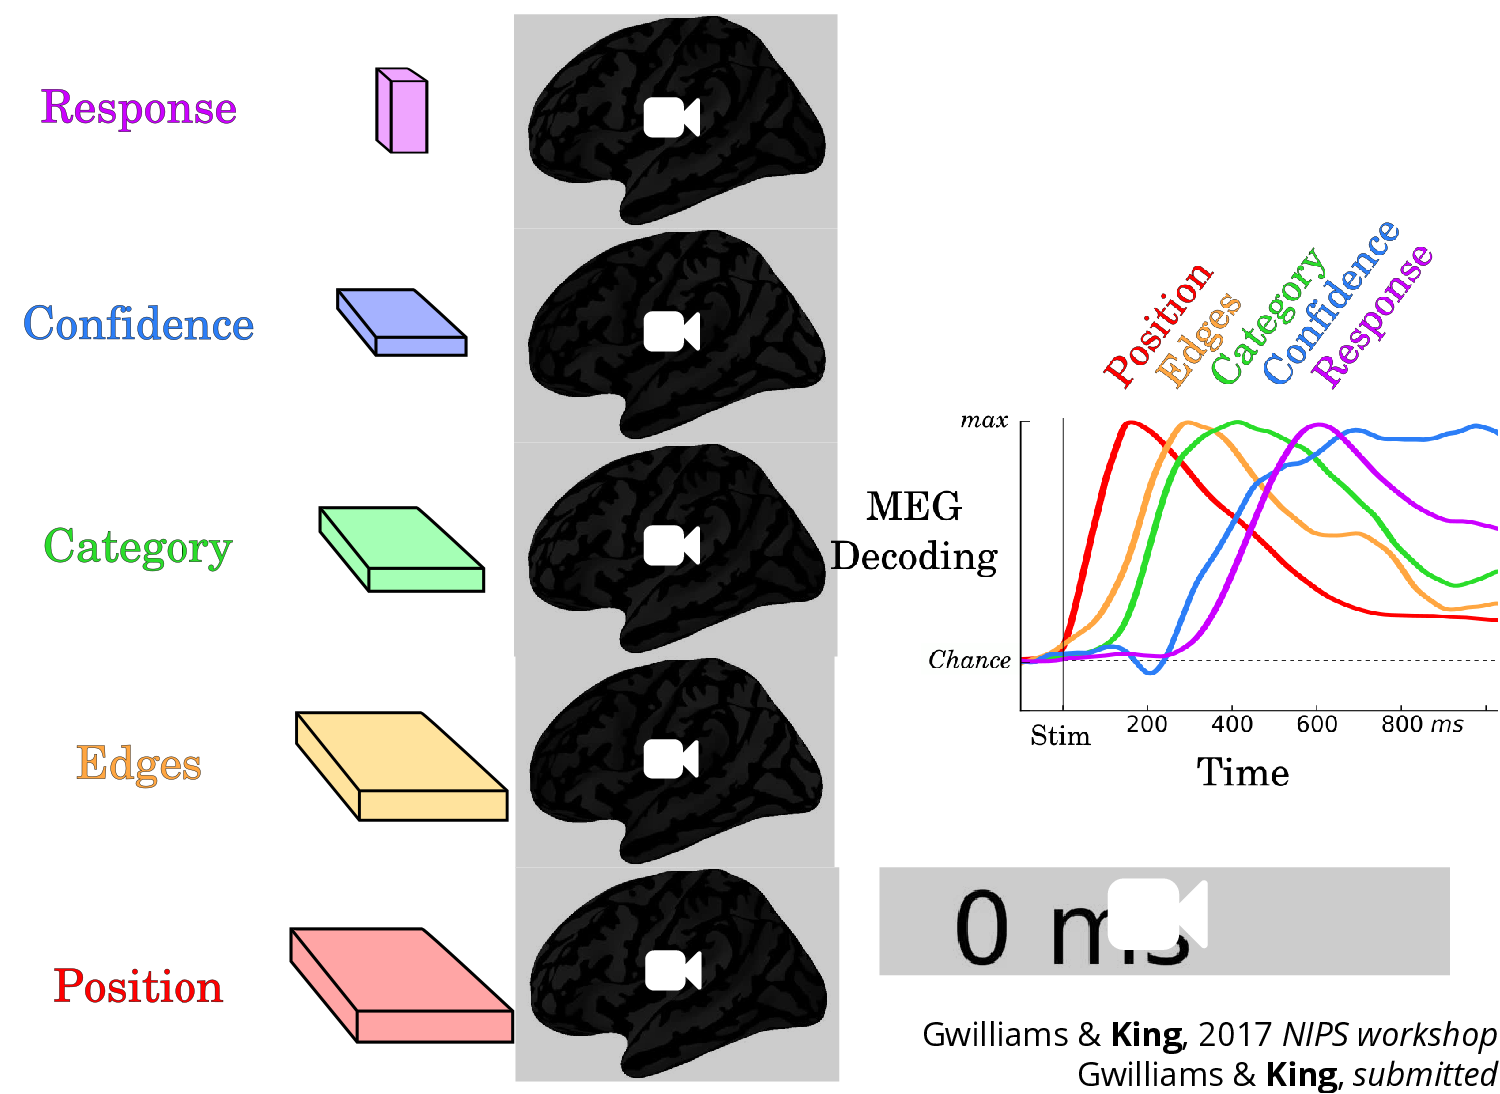 Response
Confidence
Category
Edges
Position
Position
Edges
Category
Confidence
Response
max
MEG
Decoding
Chance
Stim
200
400
600
800 ms
Time
0 ms
Gwilliams & King, 2017 NIPS workshop
Gwilliams & King, submitted